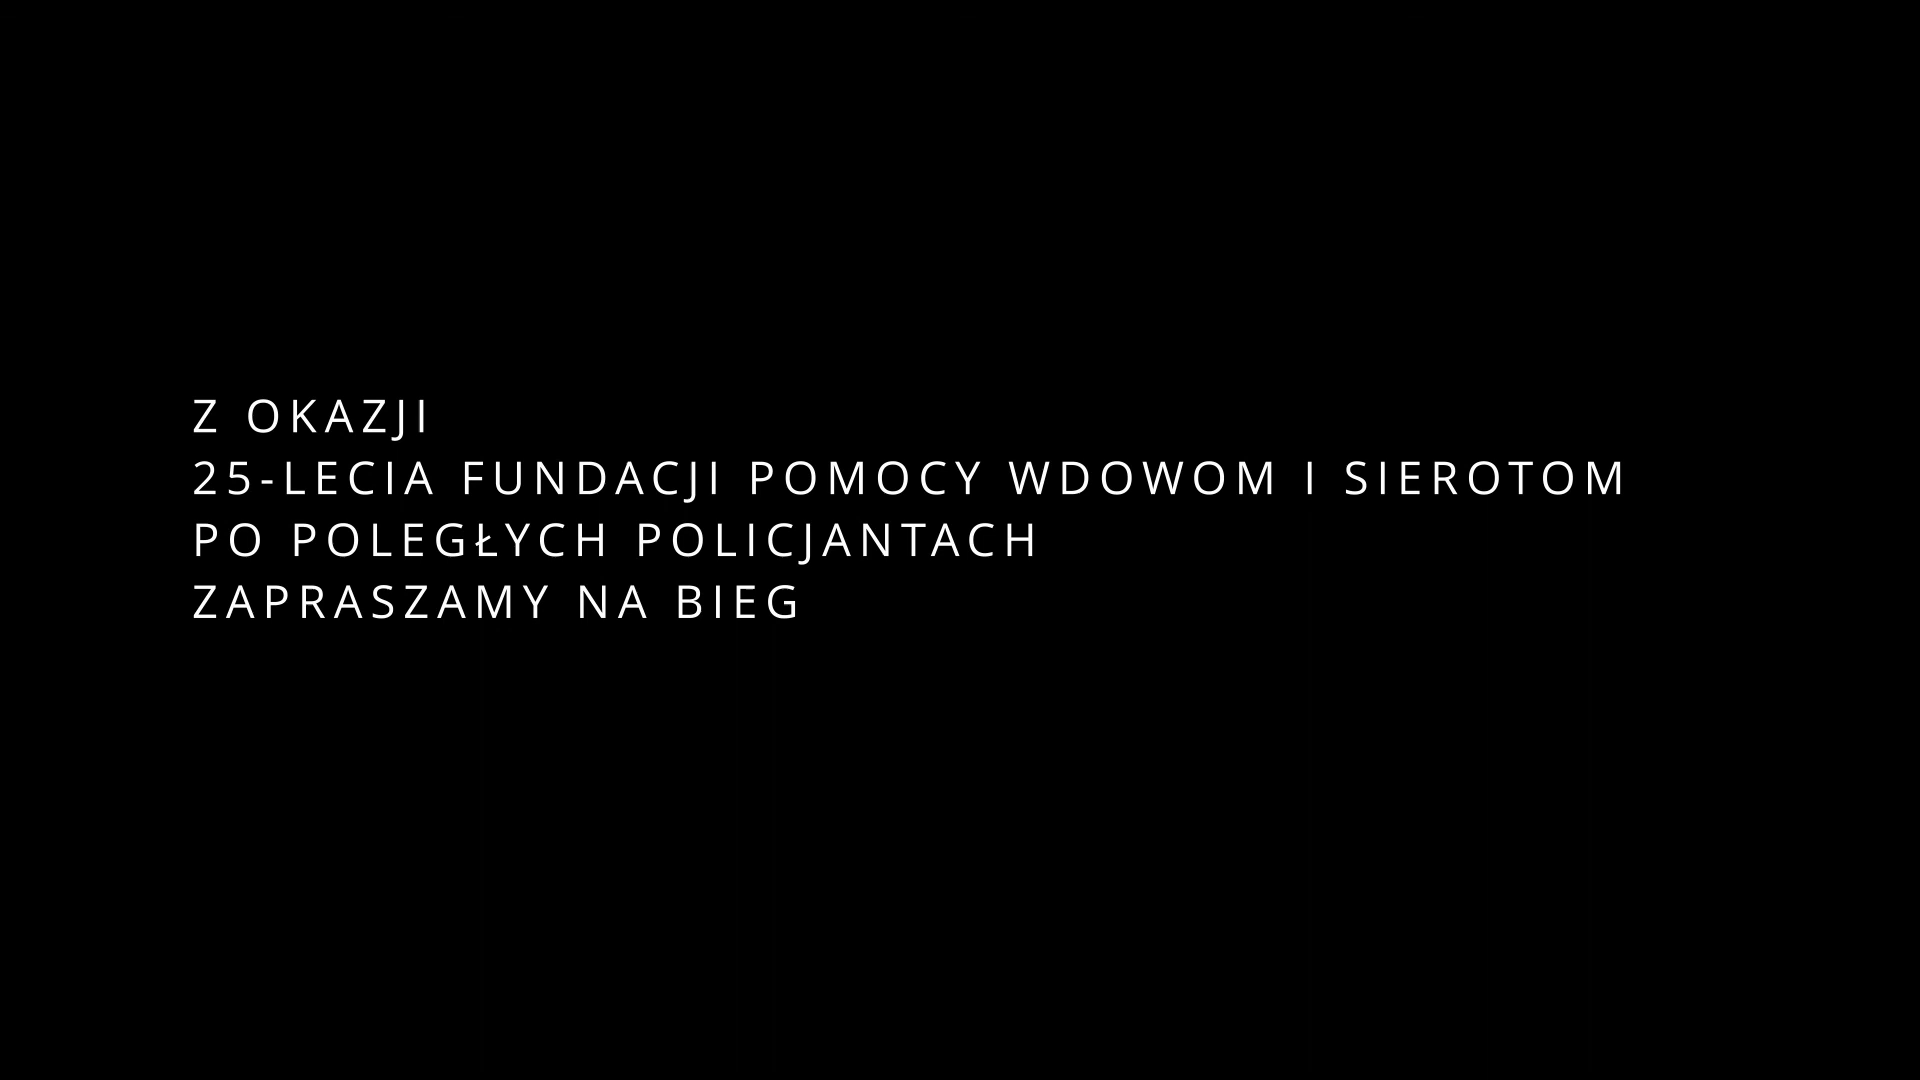 Z OKAZJI
25-LECIA FUNDACJI POMOCY WDOWOM I SIEROTOM
PO POLEGŁYCH POLICJANTACH
ZAPRASZAMY NA BIEG